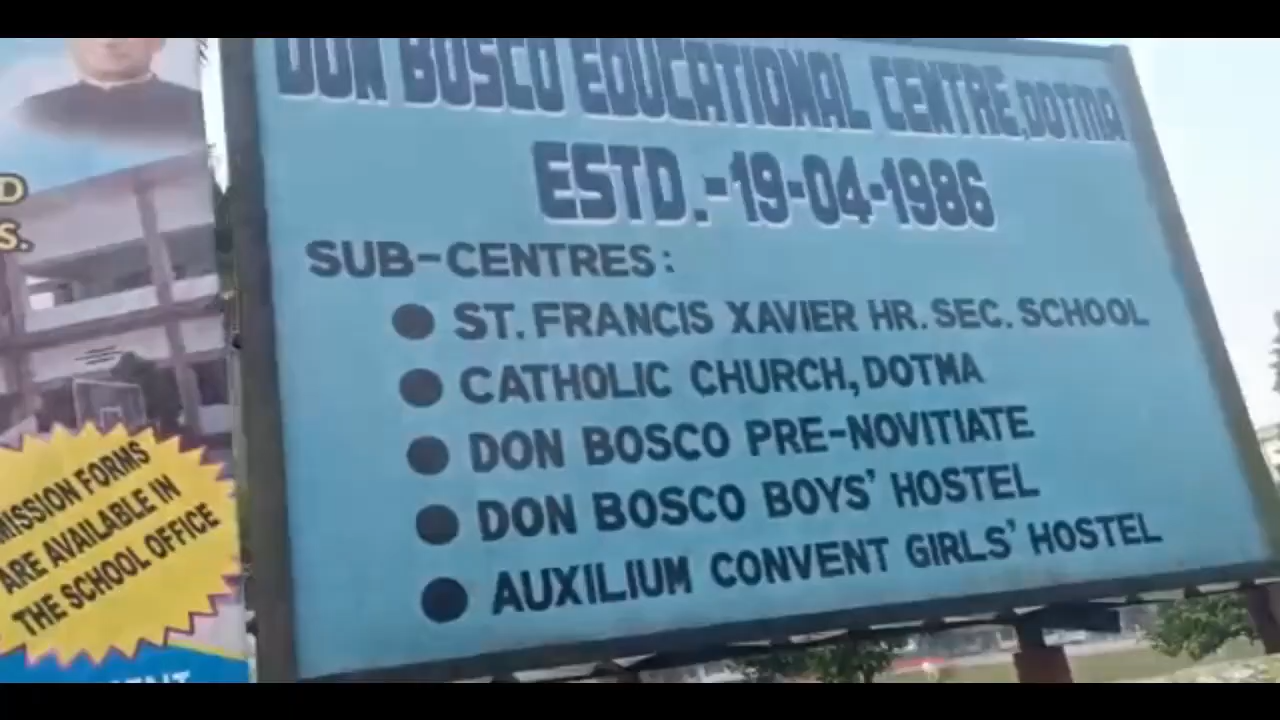 DON BOSCO EDUCATIONAL CENTRE, DOTMA
ESTD.-19-04-1986
SUB-CENTRES:
ST. FRANCIS XAVIER HR. SEC. SCHOOL
CATHOLIC CHURCH, DOTMA
DON BOSCO PRE-NOVITIATE
DON BOSCO BOYS' HOSTEL
AUXILIUM CONVENT GIRLS' HOSTEL
D
S.
MISSION FORMS
ARE AVAILABLE IN
THE SCHOOL OFFICE